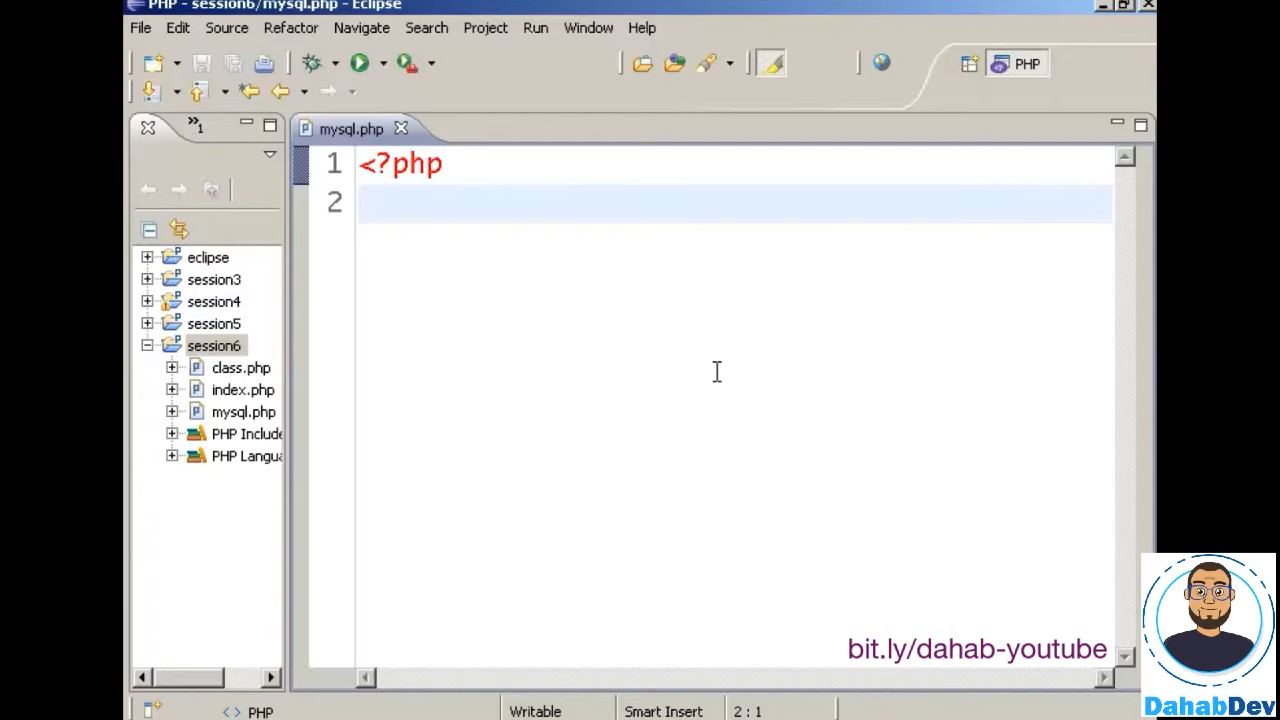 PHP - session6/mysql.php - Eclipse
File Edit Source Refactor Navigate Search Project Run Window Help
PHP
1
mysql.php
1 <?php
2
eclipse
session3
session4
session5
session6
class.php
index.php
mysql.php
PHP Include
PHP Langua
bit.ly/dahab-youtube
<> PHP Writable Smart Insert 2 : 1
DahabDev